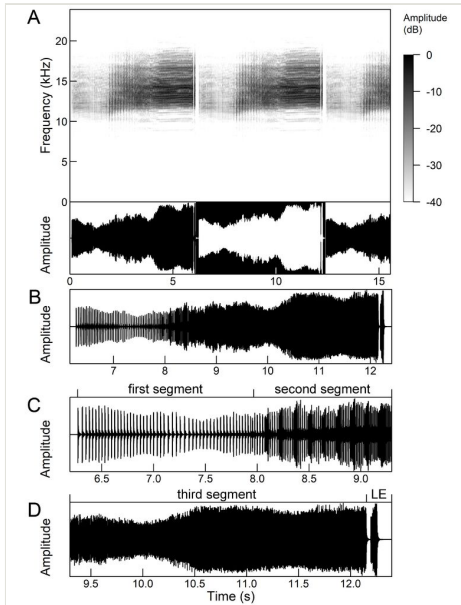 A
Amplitude
(dB)
20
15
10
5
0
Frequency (kHz)
0
-10
-20
-30
-40
Amplitude
0 5 10 15
B
Amplitude
7 8 9 10 11 12
first segment second segment
C
Amplitude
6.5 7.0 7.5 8.0 8.5 9.0
third segment LE
D
Amplitude
9.5 10.0 10.5 11.0 11.5 12.0
Time (s)